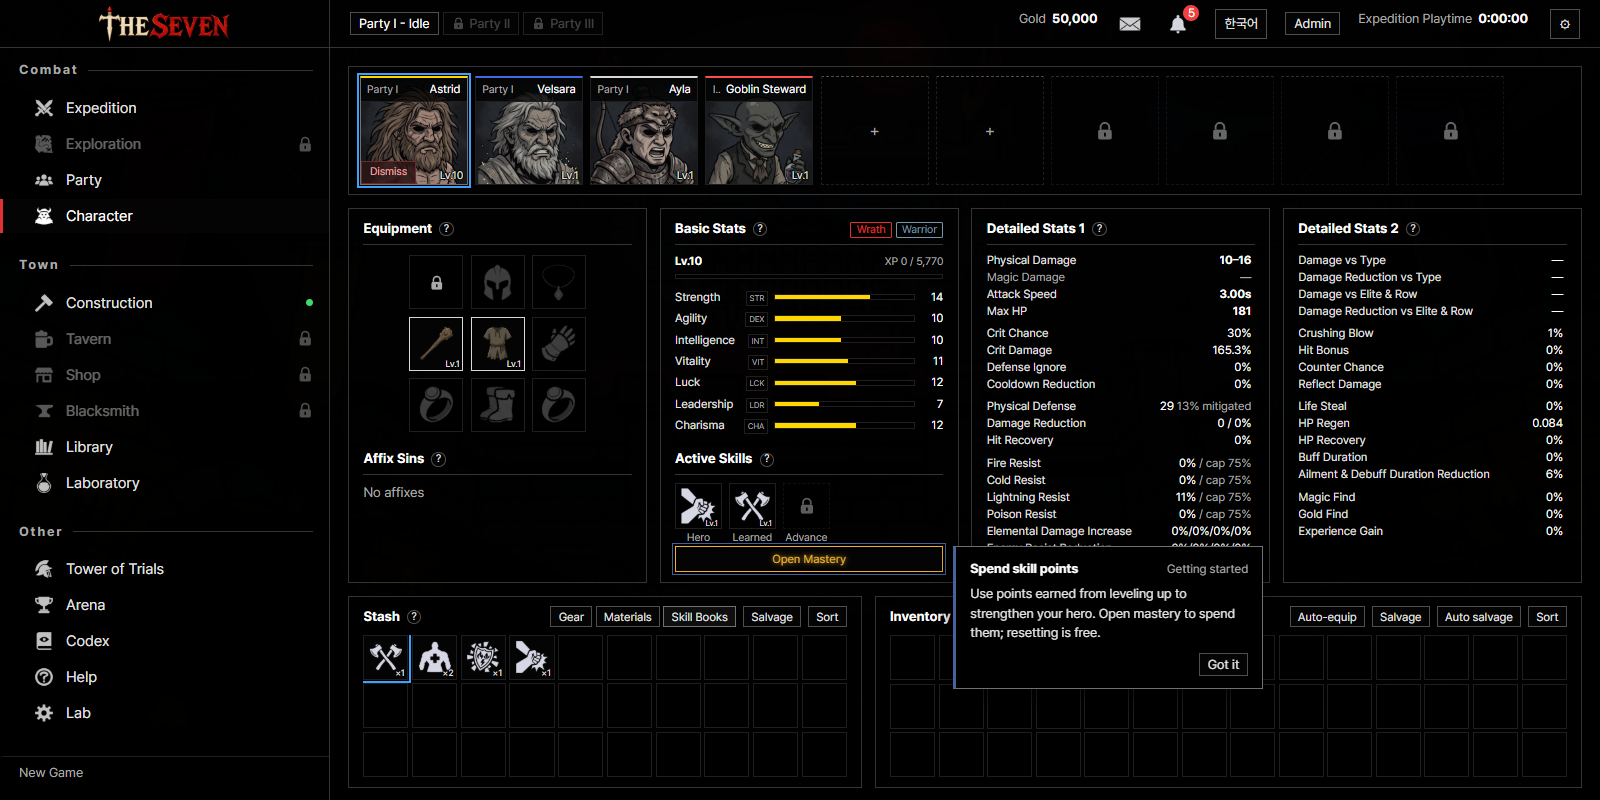 THE SEVEN
Party I - Idle
Party II
Party III
Gold 50,000
5
한국어
Admin
Expedition Playtime 0:00:00
Combat
Expedition
Exploration
Party
Character
Town
Construction
Tavern
Shop
Blacksmith
Library
Laboratory
Other
Tower of Trials
Arena
Codex
Help
Lab
New Game
Party I Astrid
Dismiss
Lv.10
Party I Velsara
Lv.1
Party I Ayla
Lv.1
I.. Goblin Steward
Lv.1
+
+
Equipment ?
Lv.1
Lv.1
Affix Sins ?
No affixes
Basic Stats ?
Wrath
Warrior
Lv.10
XP 0 / 5,770
Strength STR 14
Agility DEX 10
Intelligence INT 10
Vitality VIT 11
Luck LCK 12
Leadership LDR 7
Charisma CHA 12
Active Skills ?
Lv.1
Lv.1
Hero Learned Advance
Open Mastery
Detailed Stats 1 ?
Physical Damage 10–16
Magic Damage —
Attack Speed 3.00s
Max HP 181
Crit Chance 30%
Crit Damage 165.3%
Defense Ignore 0%
Cooldown Reduction 0%
Physical Defense 29 13% mitigated
Damage Reduction 0 / 0%
Hit Recovery 0%
Fire Resist 0% / cap 75%
Cold Resist 0% / cap 75%
Lightning Resist 11% / cap 75%
Poison Resist 0% / cap 75%
Elemental Damage Increase 0%/0%/0%/0%
Detailed Stats 2 ?
Damage vs Type —
Damage Reduction vs Type —
Damage vs Elite & Row —
Damage Reduction vs Elite & Row —
Crushing Blow 1%
Hit Bonus 0%
Counter Chance 0%
Reflect Damage 0%
Life Steal 0%
HP Regen 0.084
HP Recovery 0%
Buff Duration 0%
Ailment & Debuff Duration Reduction 6%
Magic Find 0%
Gold Find 0%
Experience Gain 0%
Spend skill points
Getting started
Use points earned from leveling up to
strengthen your hero. Open mastery to spend
them; resetting is free.
Got it
Stash ?
Gear
Materials
Skill Books
Salvage
Sort
×1
×2
×1
×1
Inventory
Auto-equip
Salvage
Auto salvage
Sort